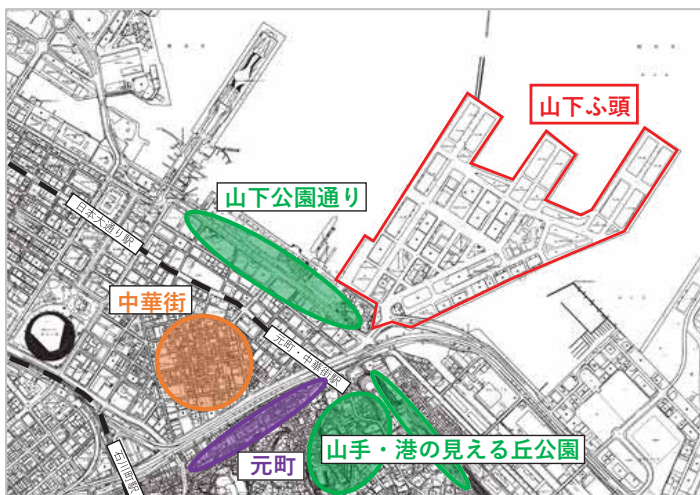 山下ふ頭
山下公園通り
日本大通り駅
中華街
元町・中華街駅
山手・港の見える丘公園
元町
石川町駅